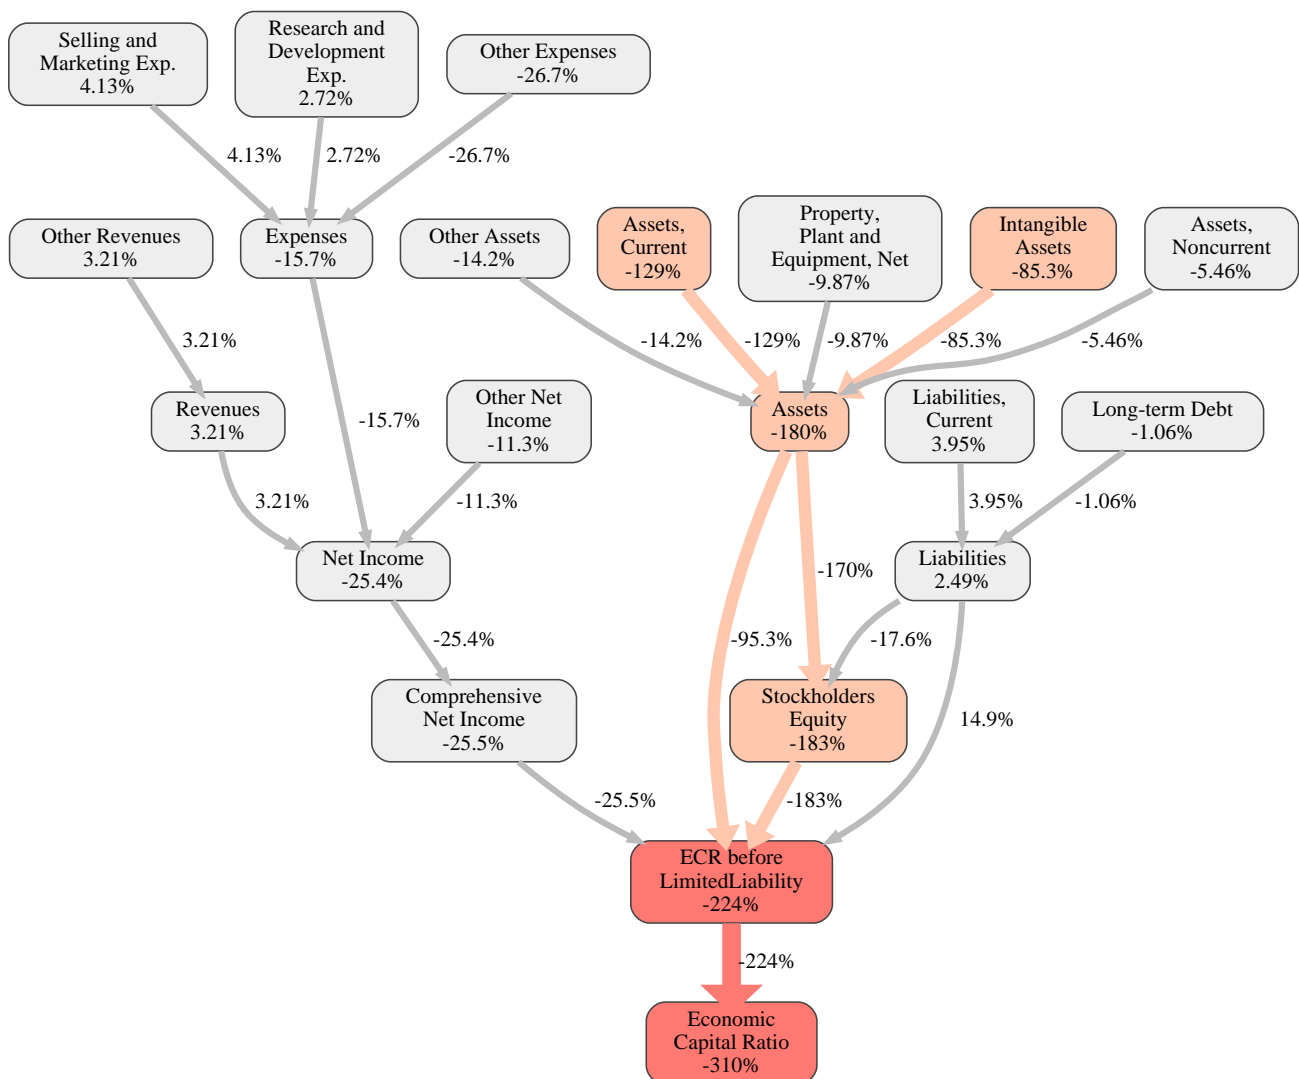 Selling and
Marketing Exp.
4.13%
Research and
Development
Exp.
2.72%
Other Expenses
-26.7%
4.13%
2.72%
-26.7%
Other Revenues
3.21%
Expenses
-15.7%
Other Assets
-14.2%
Assets,
Current
-129%
Property,
Plant and
Equipment, Net
-9.87%
Intangible
Assets
-85.3%
Assets,
Noncurrent
-5.46%
3.21%
-14.2%
-129%
-9.87%
-85.3%
-5.46%
Revenues
3.21%
-15.7%
Other Net
Income
-11.3%
Assets
-180%
Liabilities,
Current
3.95%
Long-term Debt
-1.06%
3.21%
-11.3%
3.95%
-1.06%
Net Income
-25.4%
-170%
Liabilities
2.49%
-25.4%
-95.3%
-17.6%
Comprehensive
Net Income
-25.5%
Stockholders
Equity
-183%
14.9%
-25.5%
-183%
ECR before
LimitedLiability
-224%
-224%
Economic
Capital Ratio
-310%